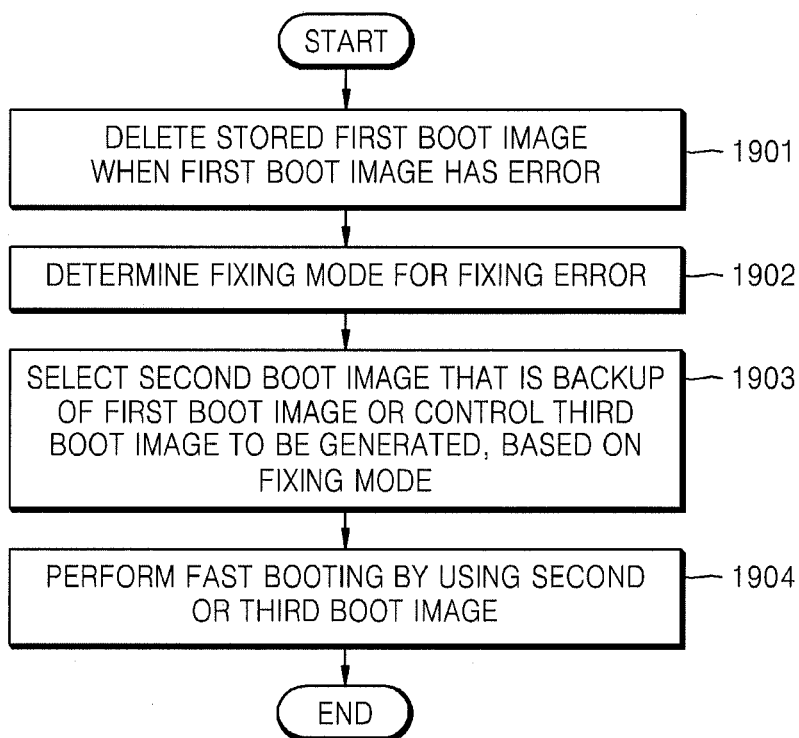 START
DELETE STORED FIRST BOOT IMAGE
WHEN FIRST BOOT IMAGE HAS ERROR
1901
DETERMINE FIXING MODE FOR FIXING ERROR
1902
SELECT SECOND BOOT IMAGE THAT IS BACKUP
OF FIRST BOOT IMAGE OR CONTROL THIRD
BOOT IMAGE TO BE GENERATED, BASED ON
FIXING MODE
1903
PERFORM FAST BOOTING BY USING SECOND
OR THIRD BOOT IMAGE
1904
END